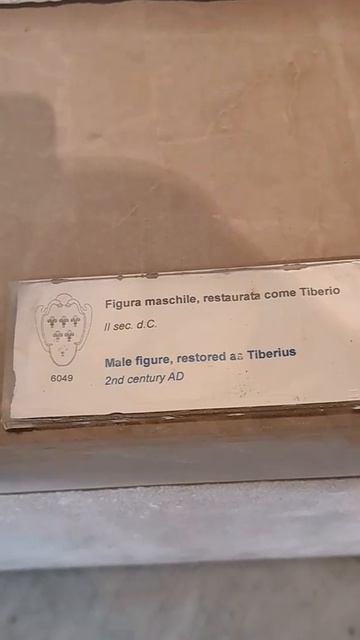 Figura maschile, restaurata come Tiberio
II sec. d.C.
Male figure, restored as Tiberius
2nd century AD
6049